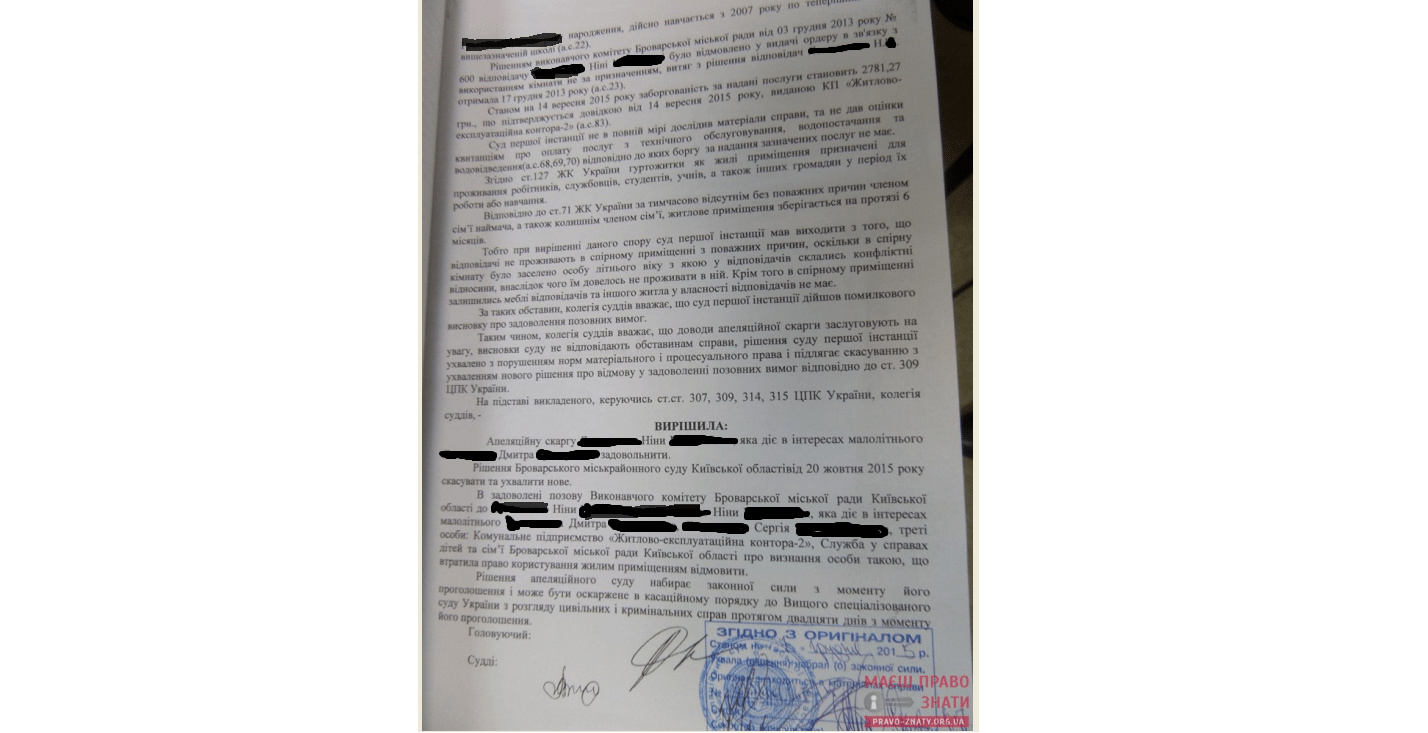 народження, дійсно навчається з 2007 року по теперішній
вищезазначеній школі (а.с.22).
Рішенням виконавчого комітету Броварської міської ради від 03 грудня 2013 року №
600 відповідачу Ніні було відмовлено у видачі ордеру в зв'язку з
використанням кімнати не за призначенням, витяг з рішення відповідач Н.
отримала 17 грудня 2013 року (а.с.23).
Станом на 14 вересня 2015 року заборгованість за надані послуги становить 2781,27
грн., що підтверджується довідкою від 14 вересня 2015 року, виданою КП «Житлово-
експлуатаційна контора-2» (а.с.83).
Суд першої інстанції не в повній мірі дослідив матеріали справи, та не дав оцінки
квитанціям про оплату послуг з технічного обслуговування, водопостачання та
водовідведення(а.с.68,69,70) відповідно до яких боргу за надання зазначених послуг не має.
Згідно ст.127 ЖК України гуртожитки як жилі приміщення призначені для
проживання робітників, службовців, студентів, учнів, а також інших громадян у період їх
роботи або навчання.
Відповідно до ст.71 ЖК України за тимчасово відсутнім без поважних причин членом
сім'ї наймача, а також колишнім членом сім'ї, житлове приміщення зберігається на протязі 6
місяців.
Тобто при вирішенні даного спору суд першої інстанції мав виходити з того, що
відповідачі не проживають в спірному приміщенні з поважних причин, оскільки в спірну
кімнату було заселено особу літнього віку з якою у відповідачів склались конфліктні
відносини, внаслідок чого їм довелось не проживати в ній. Крім того в спірному приміщенні
залишились меблі відповідачів та іншого житла у власності відповідачів не має.
За таких обставин, колегія суддів вважає, що суд першої інстанції дійшов помилкового
висновку про задоволення позовних вимог.
Таким чином, колегія суддів вважає, що доводи апеляційної скарги заслуговують на
увагу, висновки суду не відповідають обставинам справи, рішення суду першої інстанції
ухвалено з порушенням норм матеріального і процесуального права і підлягає скасуванню з
ухваленням нового рішення про відмову у задоволенні позовних вимог відповідно до ст. 309
ЦПК України.
На підставі викладеного, керуючись ст.ст. 307, 309, 314, 315 ЦПК України, колегія
суддів, -
ВИРІШИЛА:
Апеляційну скаргу Ніни яка діє в інтересах малолітнього
Дмитра задовольнити.
Рішення Броварського міськрайонного суду Київської областівід 20 жовтня 2015 року
скасувати та ухвалити нове.
В задоволені позову Виконавчого комітету Броварської міської ради Київської
області до Ніни Ніни , яка діє в інтересах
малолітнього Дмитра Сергія , треті
особи: Комунальне підприємство «Житлово-експлуатаційна контора-2», Служба у справах
дітей та сім'ї Броварської міської ради Київської області про визнання особи такою, що
втратила право користування жилим приміщенням відмовити.
Рішення апеляційного суду набирає законної сили з моменту його
проголошення і може бути оскаржене в касаційному порядку до Вищого спеціалізованого
суду України з розгляду цивільних і кримінальних справ протягом двадцяти днів з моменту
його проголошення.
Головуючий:
Судді:
ЗГІДНО З ОРИГІНАЛОМ
Станом на 2015 р.
Ухвала (рішення) набрал (о) законної сили.
МАЄШ ПРАВО
ЗНАТИ
PRAVO-ZNATY.ORG.UA